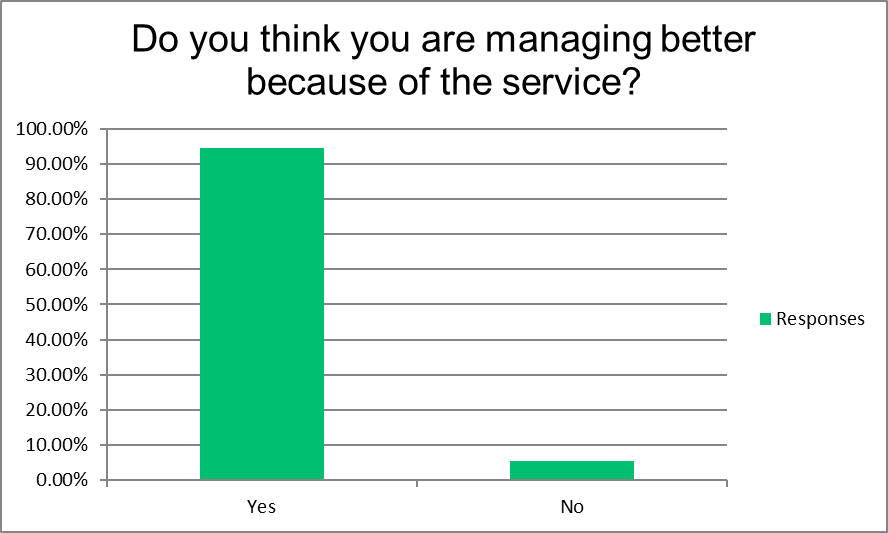 Do you think you are managing better
because of the service?
100.00%
90.00%
80.00%
70.00%
60.00%
50.00%
40.00%
30.00%
20.00%
10.00%
0.00%
Yes
No
Responses